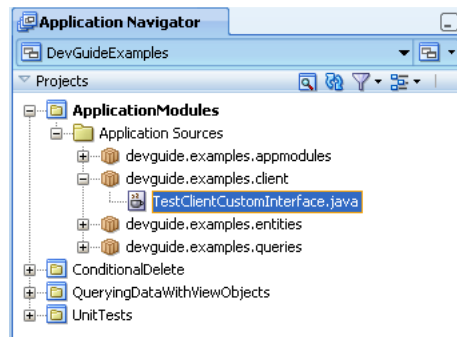 Application Navigator
DevGuideExamples
Projects
ApplicationModules
Application Sources
devguide.examples.appmodules
devguide.examples.client
TestClientCustomInterface.java
devguide.examples.entities
devguide.examples.queries
ConditionalDelete
QueryingDataWithViewObjects
UnitTests